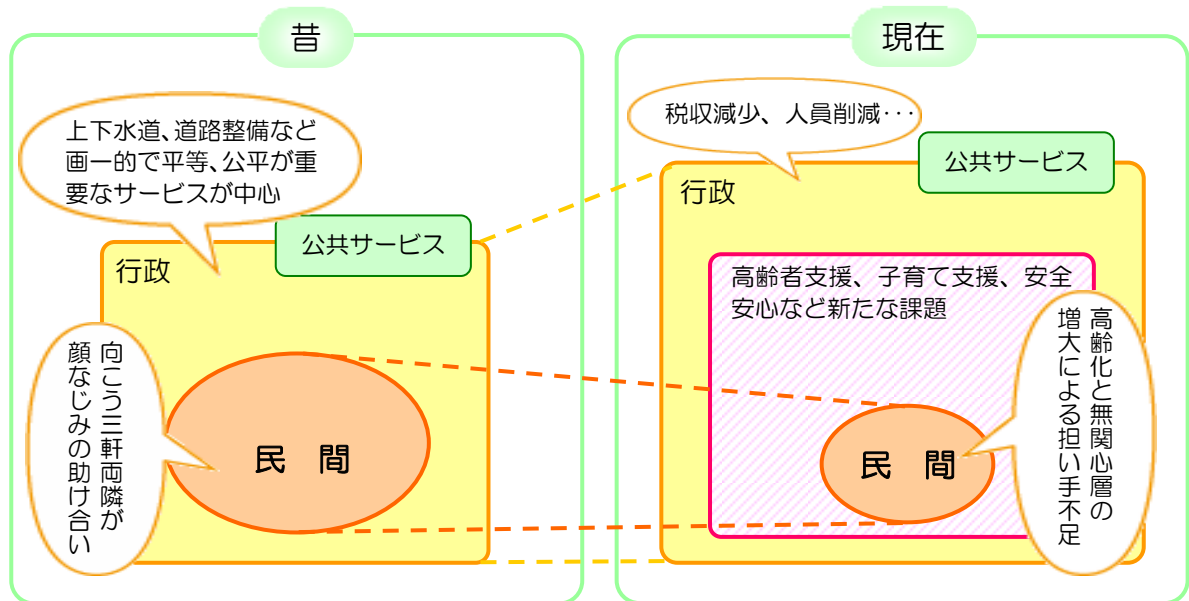 昔
上下水道、道路整備など
画一的で平等、公平が重
要なサービスが中心
公共サービス
行政
向こう三軒両隣が
顔なじみの助け合い
民 間
現在
税収減少、人員削減･･･
公共サービス
行政
高齢者支援、子育て支援、安全
安心など新たな課題
高齢化と無関心層の
増大による担い手不足
民 間